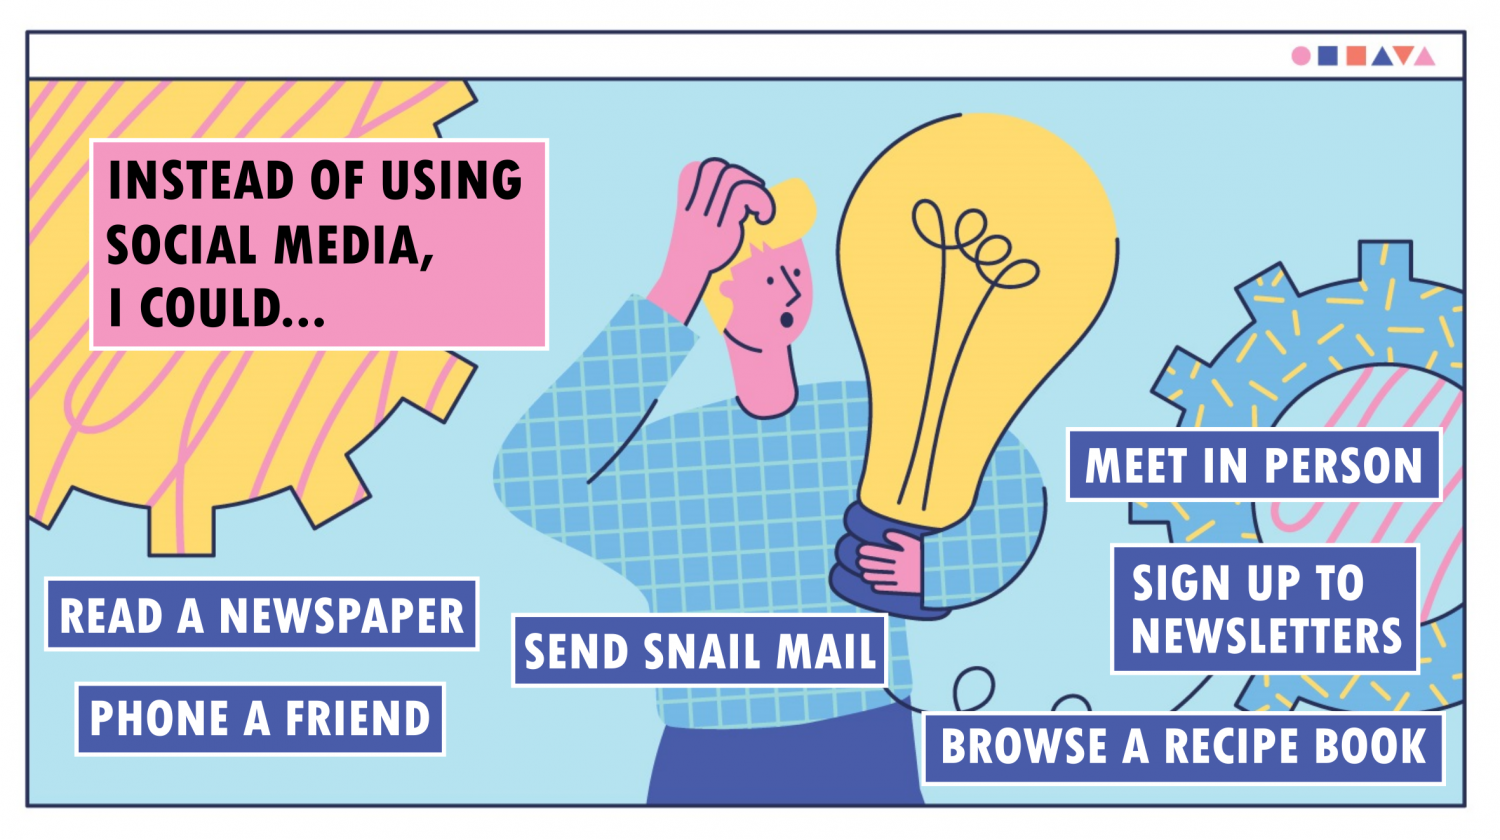 INSTEAD OF USING
SOCIAL MEDIA,
I COULD...
READ A NEWSPAPER
PHONE A FRIEND
SEND SNAIL MAIL
MEET IN PERSON
SIGN UP TO
NEWSLETTERS
BROWSE A RECIPE BOOK